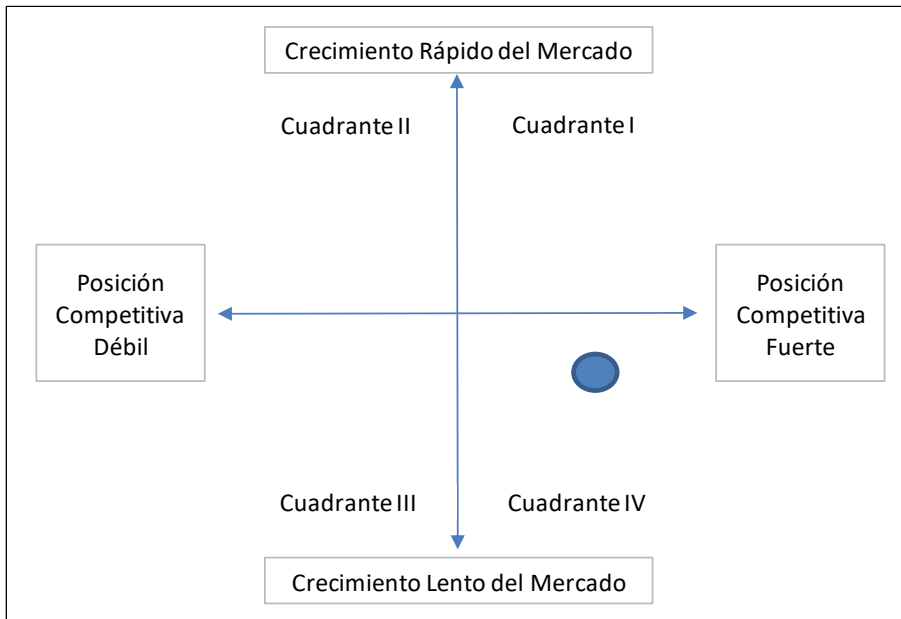 Crecimiento Rápido del Mercado
Cuadrante II
Cuadrante I
Posición
Competitiva
Débil
Posición
Competitiva
Fuerte
Cuadrante III
Cuadrante IV
Crecimiento Lento del Mercado